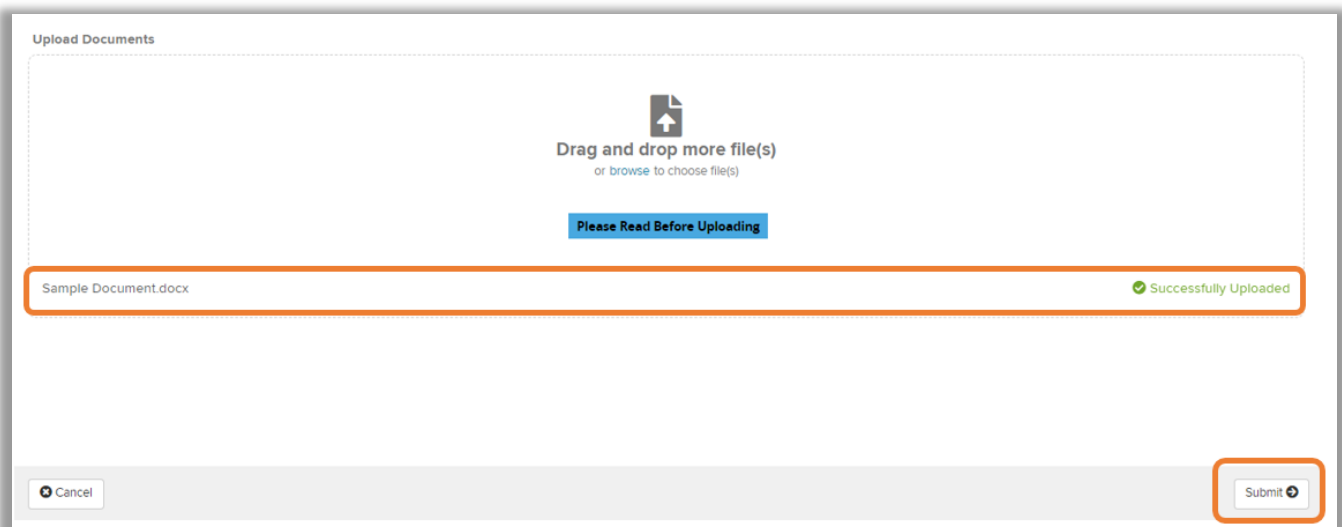 Upload Documents
Drag and drop more file(s)
or browse to choose file(s)
Please Read Before Uploading
Sample Document.docx Successfully Uploaded
Cancel Submit